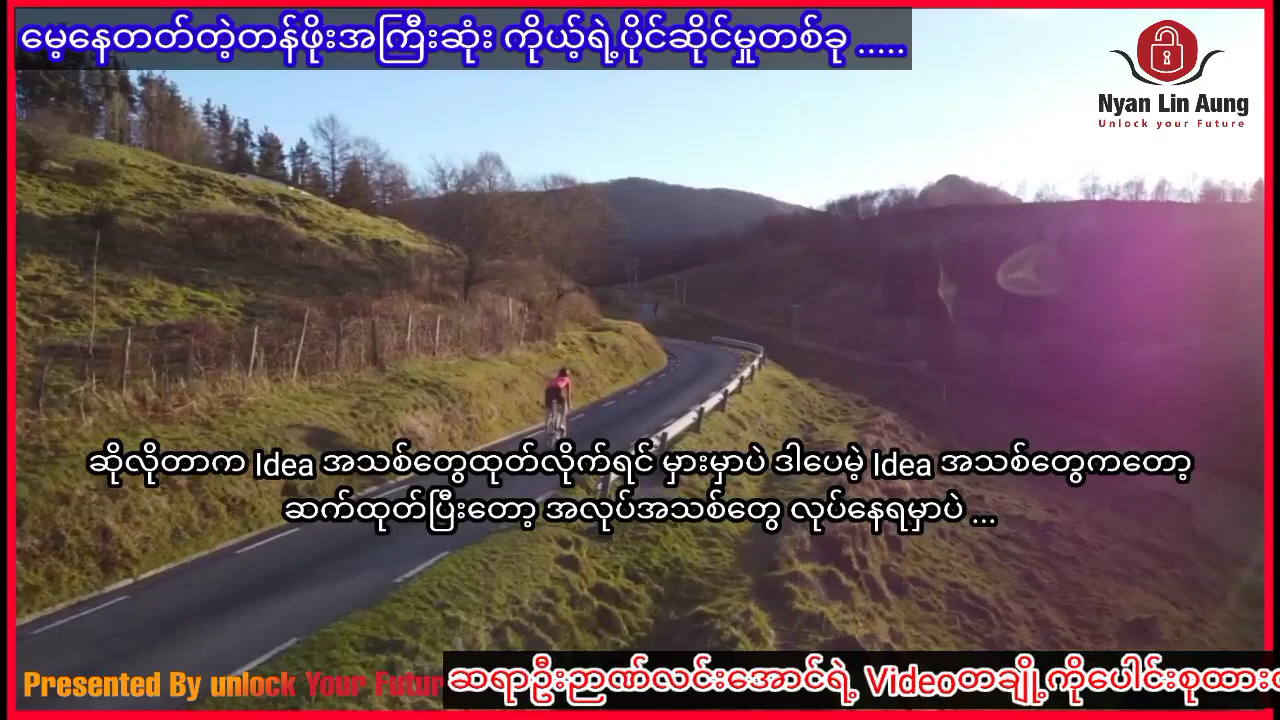 မေ့နေတတ်တဲ့တန်ဖိုးအကြီးဆုံး ကိုယ့်ရဲ့ပိုင်ဆိုင်မှုတစ်ခု .....
Nyan Lin Aung
Unlock your Future
ဆိုလိုတာက Idea အသစ်တွေထုတ်လိုက်ရင် မှားမှာပဲ ဒါပေမဲ့ Idea အသစ်တွေကတော့
ဆက်ထုတ်ပြီးတော့ အလုပ်အသစ်တွေ လုပ်နေရမှာပဲ ...
Presented By unlock Your Futur
ဆရာဦးဉာဏ်လင်းအောင်ရဲ့ Videoတချို့ကိုပေါင်းစုထား